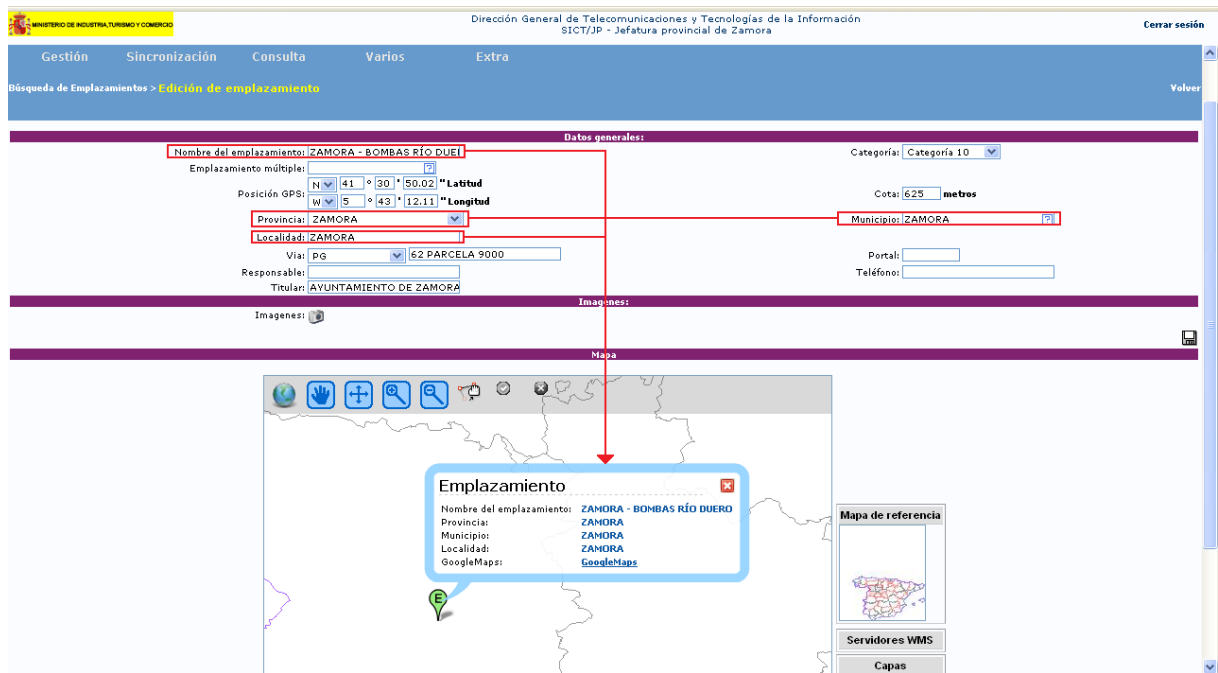 MINISTERIO DE INDUSTRIA,TURISMO Y COMERCIO
Dirección General de Telecomunicaciones y Tecnologías de la Información
SICT/JP - Jefatura provincial de Zamora
Cerrar sesión
Gestión Sincronización Consulta Varios Extra
Búsqueda de Emplazamientos > Edición de emplazamiento Volver
Datos generales:
Nombre del emplazamiento: ZAMORA - BOMBAS RÍO DUE Categoría: Categoría 10
Emplazamiento múltiple: ?
Posición GPS: N 41 ° 30 ' 50.02 " Latitud
W 5 ° 43 ' 12.11 " Longitud
Cota: 625 metros
Provincia: ZAMORA Municipio: ZAMORA ?
Localidad: ZAMORA
Via: PG 62 PARCELA 9000 Portal:
Responsable: Teléfono:
Titular: AYUNTAMIENTO DE ZAMORA
Imagenes:
Imagenes:
Mapa
Emplazamiento
Nombre del emplazamiento: ZAMORA - BOMBAS RÍO DUERO
Provincia: ZAMORA
Municipio: ZAMORA
Localidad: ZAMORA
GoogleMaps: GoogleMaps
E
Mapa de referencia
Servidores WMS
Capas